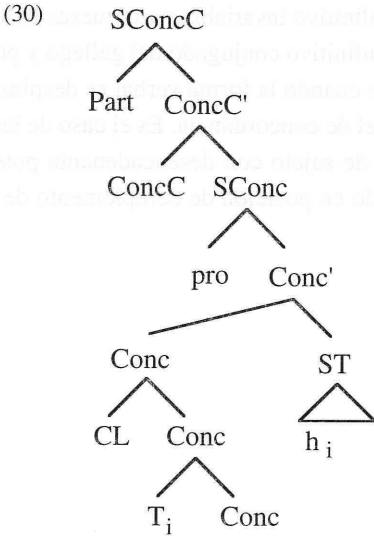 (30)
SConcC
Part ConcC'
ConcC SConc
pro Conc'
Conc ST
CL Conc h i
T i Conc